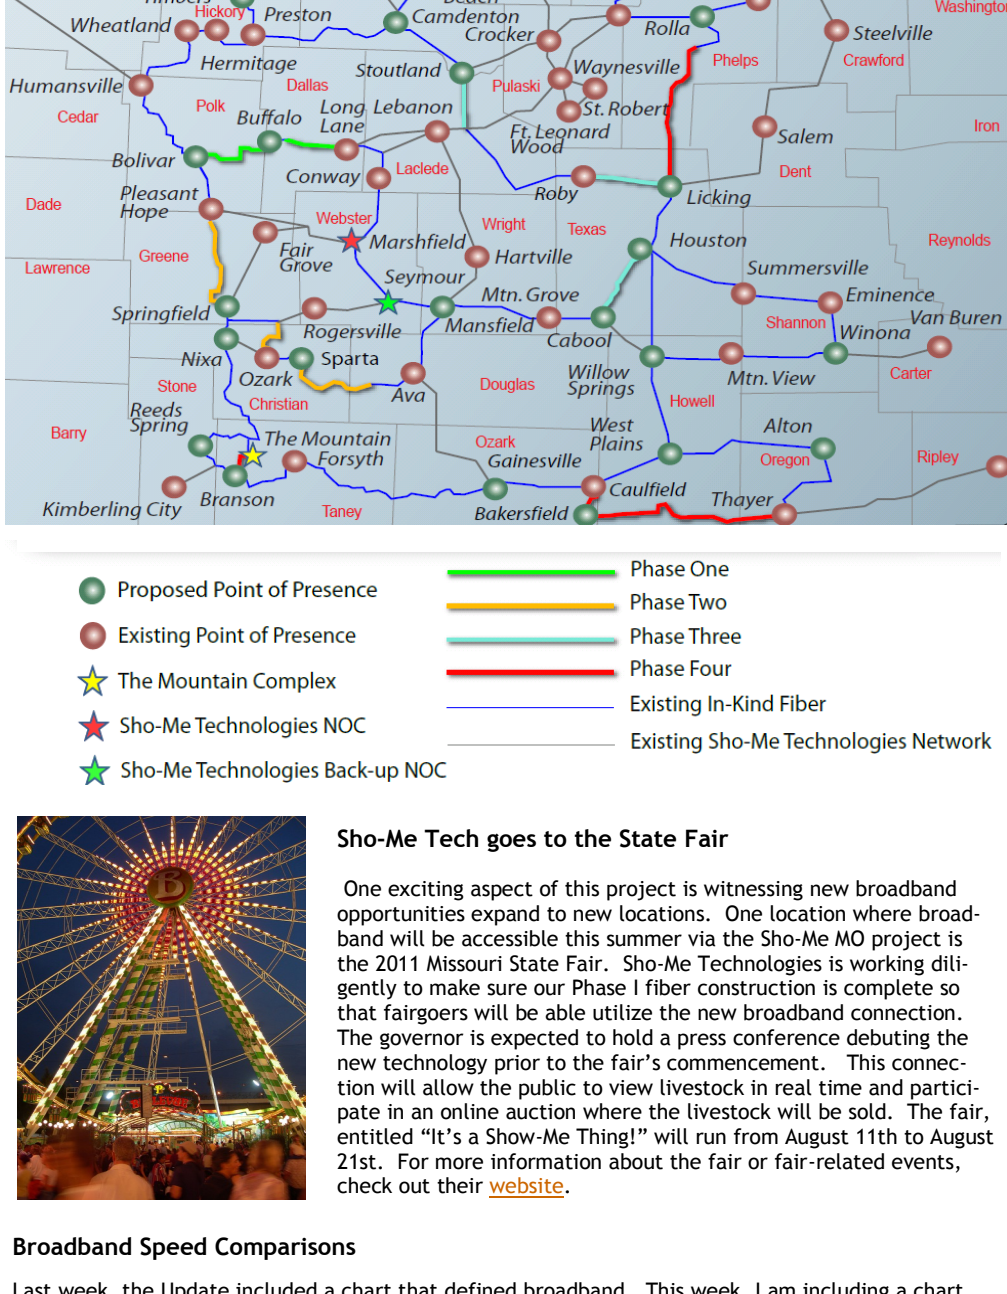 Hickory
Preston
Wheatland
Camdenton
Crocker
Rolla
Steelville
Hermitage
Stoutland
Waynesville
Phelps
Crawford
Humansville
Dallas
Pulaski
Cedar
Polk
Long
Lane
Lebanon
St. Robert
Buffalo
Ft. Leonard
Wood
Salem
Iron
Bolivar
Conway
Laclede
Roby
Dent
Pleasant
Hope
Licking
Dade
Webster
Wright
Texas
Marshfield
Houston
Reynolds
Greene
Fair
Grove
Hartville
Lawrence
Seymour
Summersville
Mtn. Grove
Eminence
Springfield
Rogersville
Mansfield
Shannon
Van Buren
Cabool
Winona
Nixa
Sparta
Ozark
Willow
Springs
Mtn. View
Carter
Stone
Ava
Douglas
Christian
Howell
Reeds
Spring
West
Plains
Alton
Barry
The Mountain
Ozark
Forsyth
Gainesville
Oregon
Ripley
Branson
Caulfield
Thayer
Kimberling City
Taney
Bakersfield
Proposed Point of Presence
Existing Point of Presence
The Mountain Complex
Sho-Me Technologies NOC
Sho-Me Technologies Back-up NOC
Phase One
Phase Two
Phase Three
Phase Four
Existing In-Kind Fiber
Existing Sho-Me Technologies Network
B
Sho-Me Tech goes to the State Fair
One exciting aspect of this project is witnessing new broadband
opportunities expand to new locations. One location where broad-
band will be accessible this summer via the Sho-Me MO project is
the 2011 Missouri State Fair. Sho-Me Technologies is working dili-
gently to make sure our Phase I fiber construction is complete so
that fairgoers will be able utilize the new broadband connection.
The governor is expected to hold a press conference debuting the
new technology prior to the fair's commencement. This connec-
tion will allow the public to view livestock in real time and partici-
pate in an online auction where the livestock will be sold. The fair,
entitled “It's a Show-Me Thing!” will run from August 11th to August
21st. For more information about the fair or fair-related events,
check out their website.
Broadband Speed Comparisons
Last week, the Update included a chart that defined broadband. This week, I am including a chart